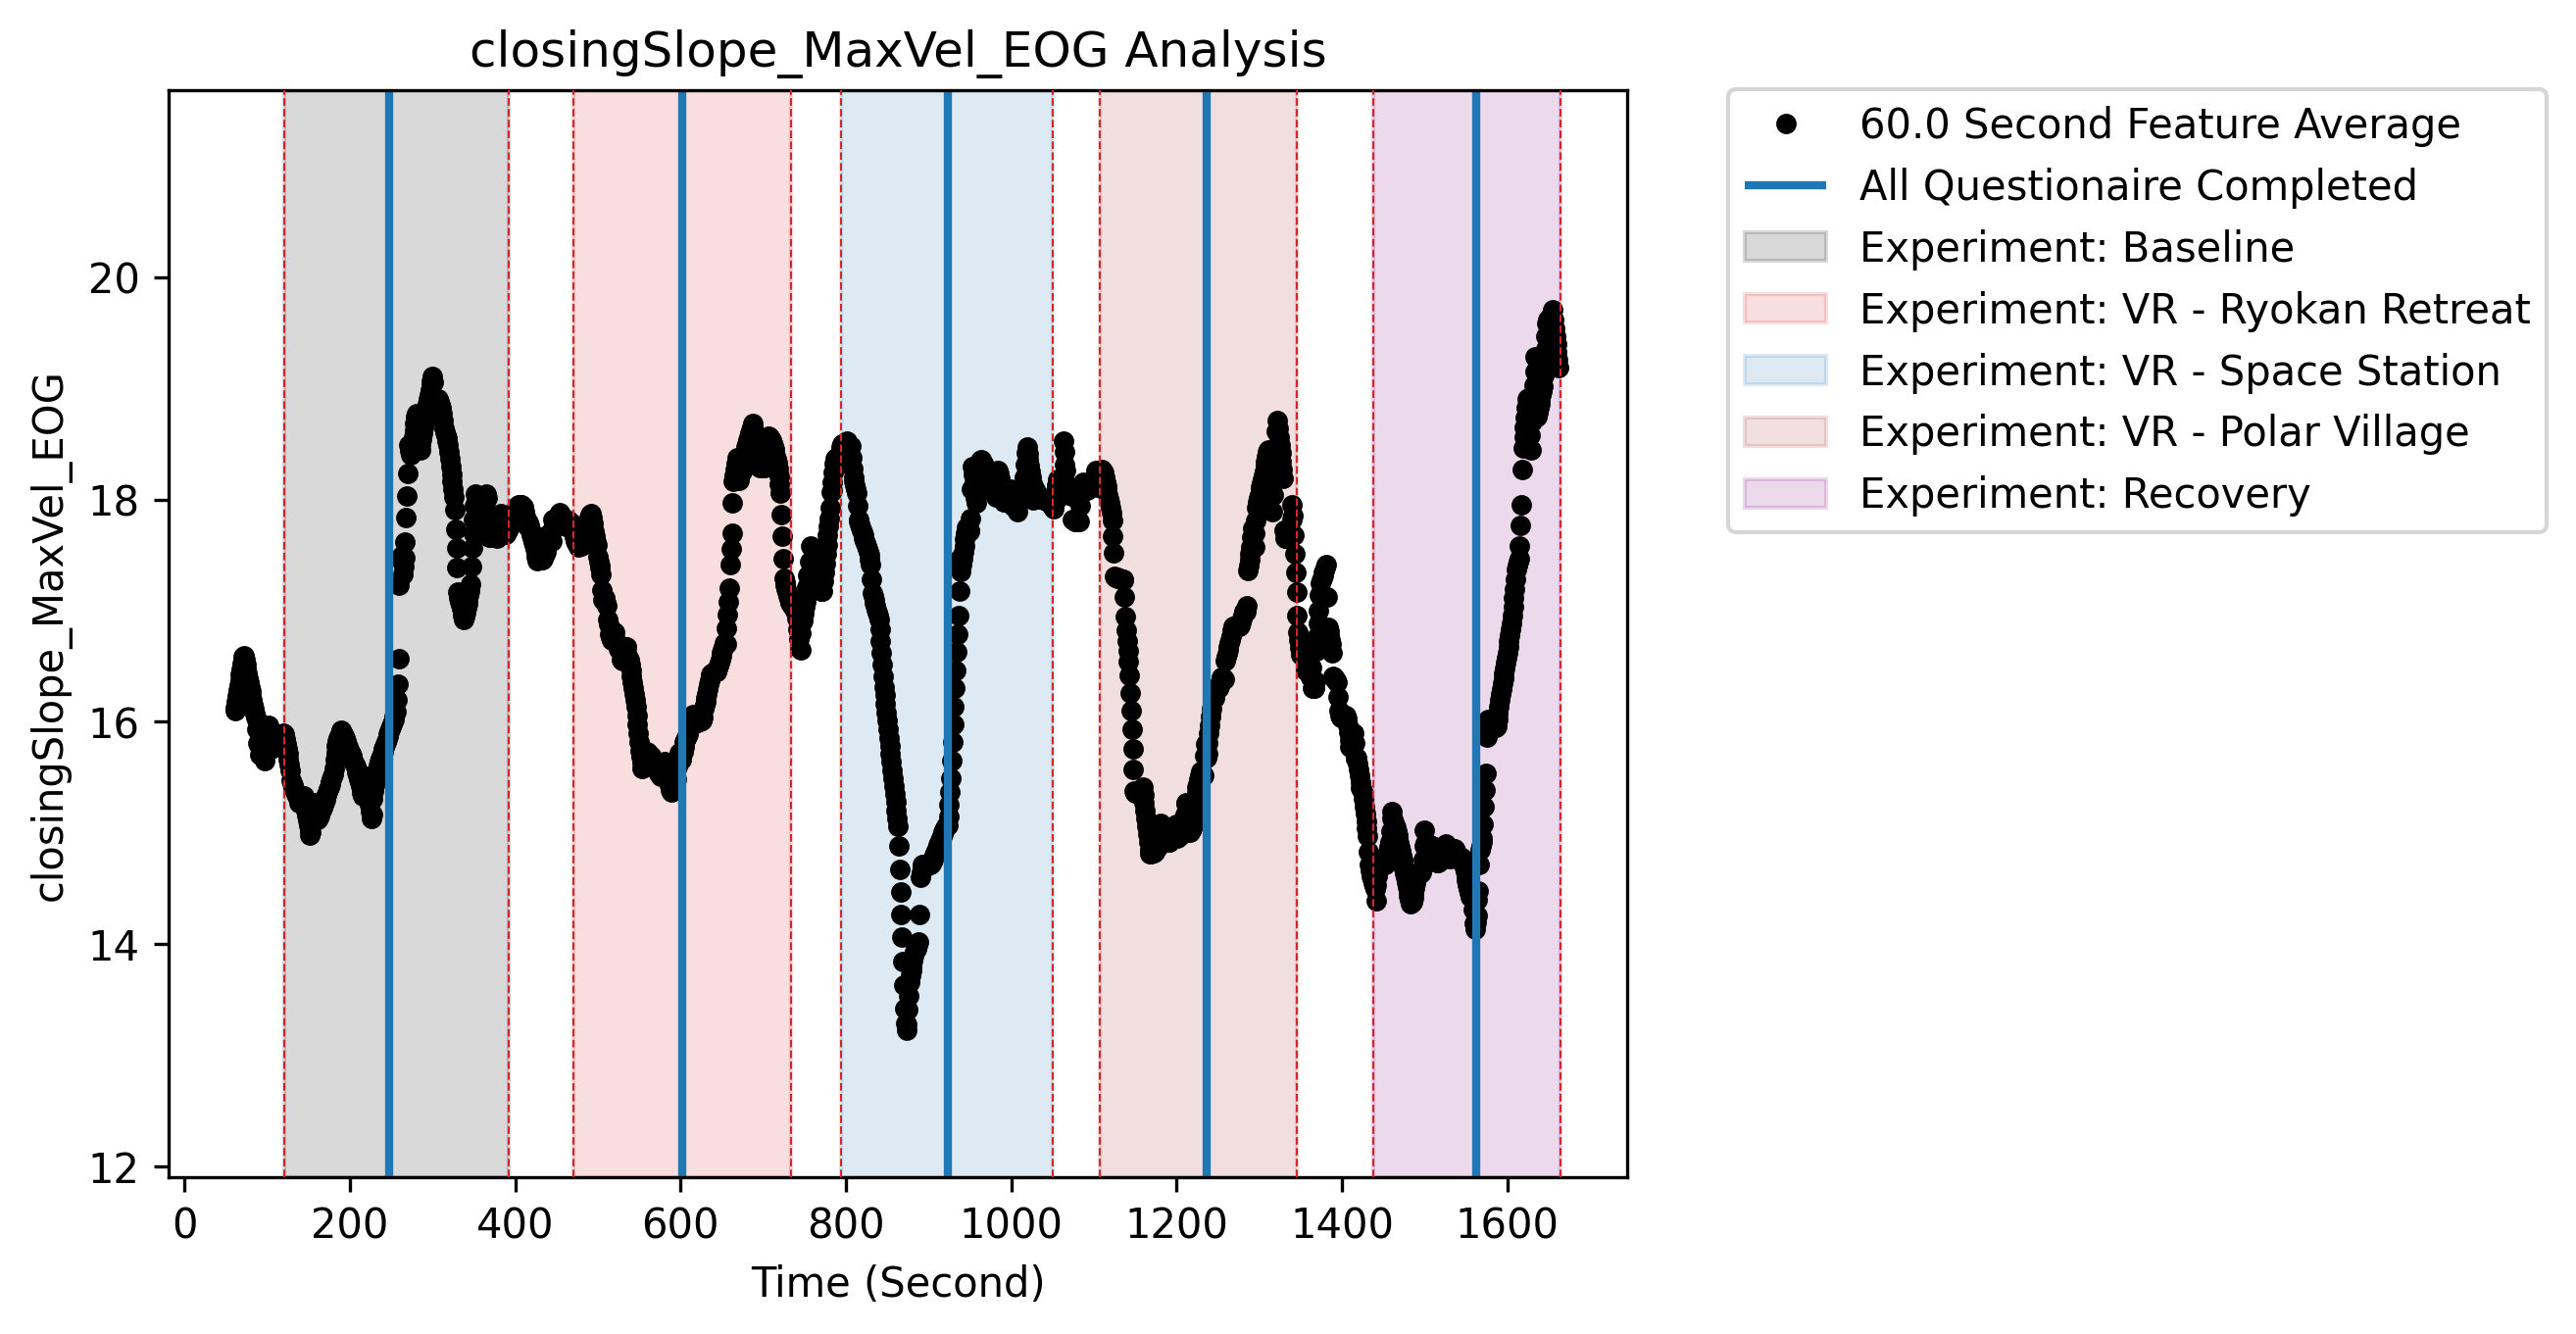 closingSlope_MaxVel_EOG Analysis
closingSlope_MaxVel_EOG
20
18
16
14
12
0 200 400 600 800 1000 1200 1400 1600
Time (Second)
60.0 Second Feature Average
All Questionaire Completed
Experiment: Baseline
Experiment: VR - Ryokan Retreat
Experiment: VR - Space Station
Experiment: VR - Polar Village
Experiment: Recovery